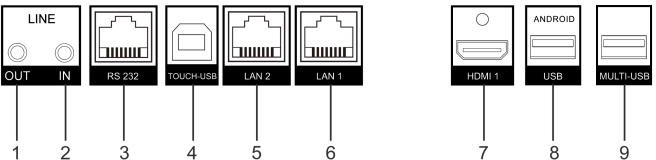 LINE
OUT IN
RS 232
TOUCH-USB
LAN 2
LAN 1
HDMI 1
ANDROID
USB
MULTI-USB
1 2 3 4 5 6 7 8 9